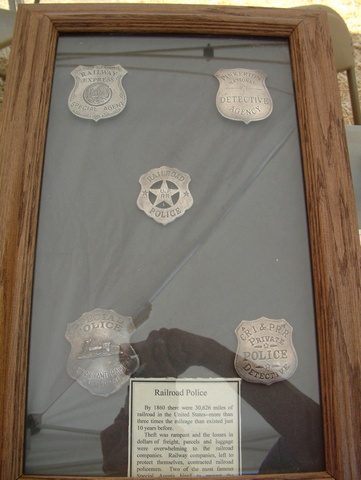 RAILWAY
EXPRESS
SPECIAL AGENT
DETECTIVE
AGENCY
RAILROAD
U.S.
RR
POLICE
POLICE
CRI & PRP
PRIVATE
POLICE
DETECTIVE
Railroad Police
By 1860 there were 30,626 miles of
railroad in the United States--more than
three times the mileage than existed just
10 years before.
Theft was rampant and the losses in
dollars of freight, parcels and luggage
were overwhelming to the railroad
companies. Railway companies, left to
protect themselves, contracted railroad
policemen. Two of the most famous